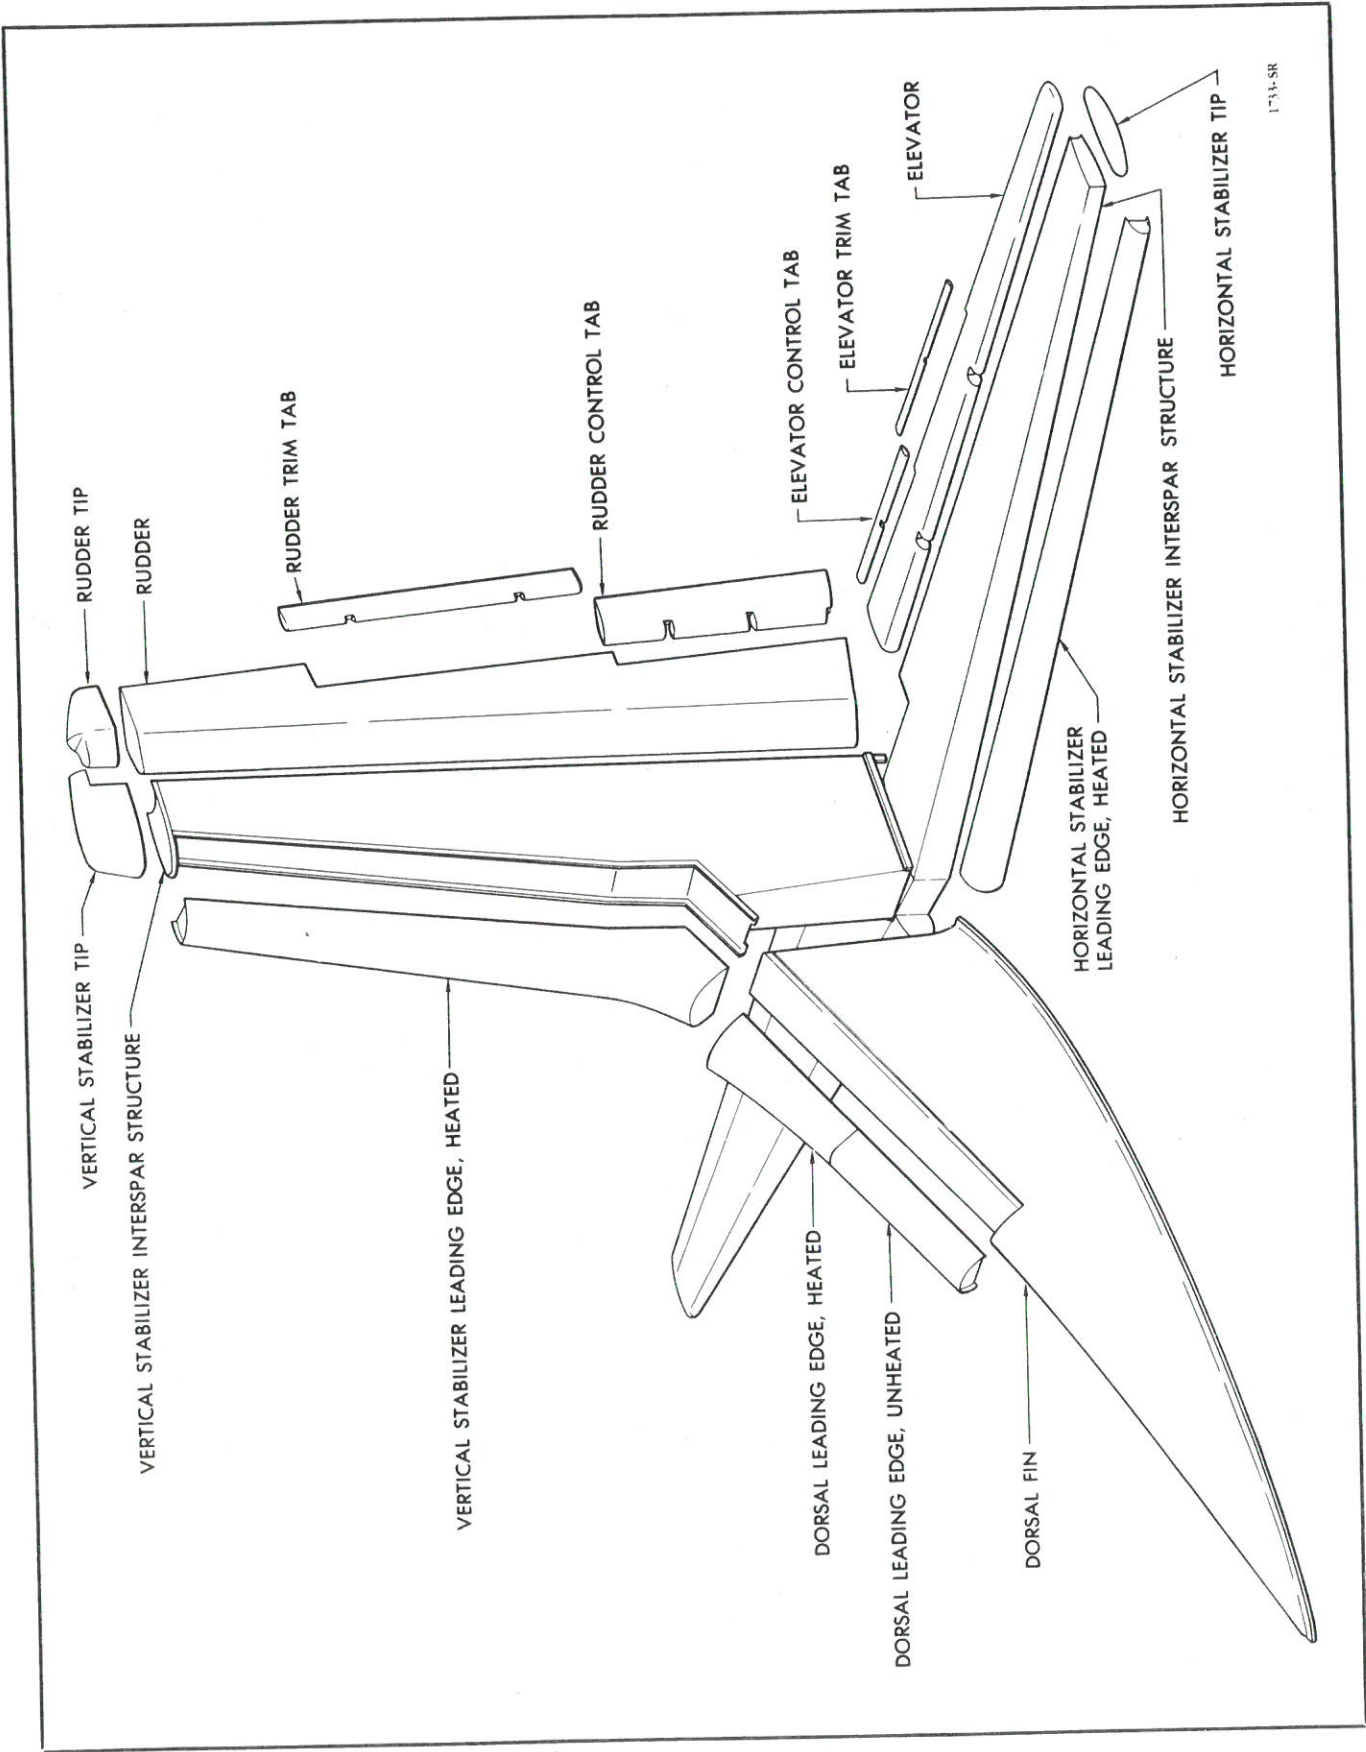 VERTICAL STABILIZER TIP
RUDDER TIP
VERTICAL STABILIZER INTERSPAR STRUCTURE
RUDDER
RUDDER TRIM TAB
VERTICAL STABILIZER LEADING EDGE, HEATED
RUDDER CONTROL TAB
ELEVATOR CONTROL TAB
ELEVATOR TRIM TAB
ELEVATOR
DORSAL LEADING EDGE, HEATED
DORSAL LEADING EDGE, UNHEATED
DORSAL FIN
HORIZONTAL STABILIZER
LEADING EDGE, HEATED
HORIZONTAL STABILIZER INTERSPAR STRUCTURE
HORIZONTAL STABILIZER TIP
1733-SR